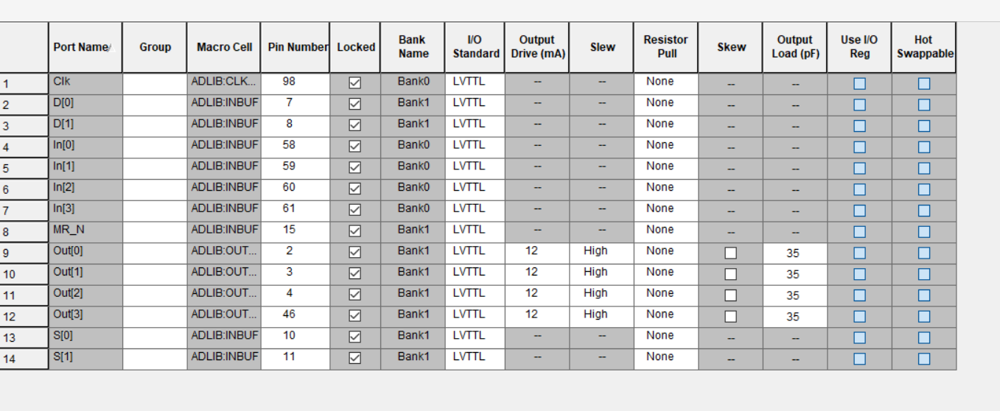 Port Name Group Macro Cell Pin Number Locked Bank Name I/O Standard Output Drive (mA) Slew Resistor Pull Skew Output Load (pF) Use I/O Reg Hot Swappable
1 Clk ADLIB:CLK... 98 Bank0 LVTTL -- -- None -- --
2 D[0] ADLIB:INBUF 7 Bank1 LVTTL -- -- None -- --
3 D[1] ADLIB:INBUF 8 Bank1 LVTTL -- -- None -- --
4 In[0] ADLIB:INBUF 58 Bank0 LVTTL -- -- None -- --
5 In[1] ADLIB:INBUF 59 Bank0 LVTTL -- -- None -- --
6 In[2] ADLIB:INBUF 60 Bank0 LVTTL -- -- None -- --
7 In[3] ADLIB:INBUF 61 Bank0 LVTTL -- -- None -- --
8 MR_N ADLIB:INBUF 15 Bank1 LVTTL -- -- None -- --
9 Out[0] ADLIB:OUT... 2 Bank1 LVTTL 12 High None 35
10 Out[1] ADLIB:OUT... 3 Bank1 LVTTL 12 High None 35
11 Out[2] ADLIB:OUT... 4 Bank1 LVTTL 12 High None 35
12 Out[3] ADLIB:OUT... 46 Bank1 LVTTL 12 High None 35
13 S[0] ADLIB:INBUF 10 Bank1 LVTTL -- -- None -- --
14 S[1] ADLIB:INBUF 11 Bank1 LVTTL -- -- None -- --